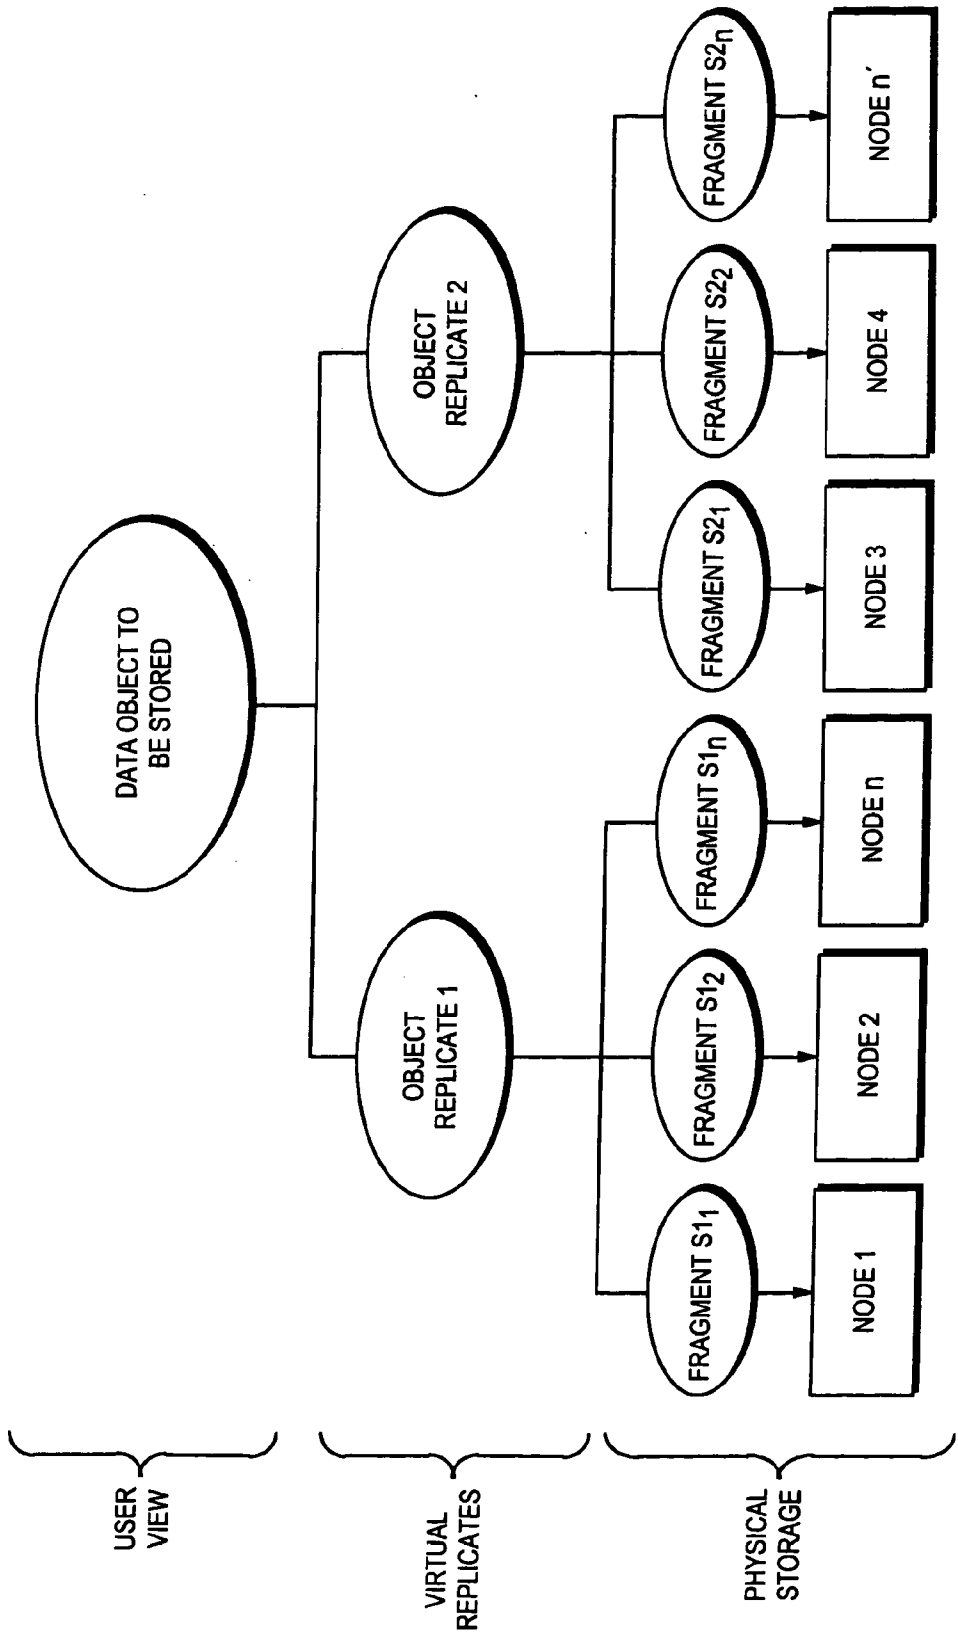 USER
VIEW
DATA OBJECT TO
BE STORED
VIRTUAL
REPLICATES
OBJECT
REPLICATE 1
OBJECT
REPLICATE 2
PHYSICAL
STORAGE
FRAGMENT S1₁
FRAGMENT S1₂
FRAGMENT S1ₙ
FRAGMENT S2₁
FRAGMENT S2₂
FRAGMENT S2ₙ
NODE 1
NODE 2
NODE n
NODE 3
NODE 4
NODE n′